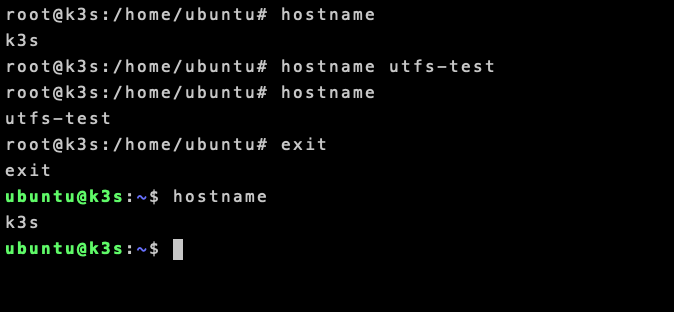 root@k3s:/home/ubuntu# hostname
k3s
root@k3s:/home/ubuntu# hostname utfs-test
root@k3s:/home/ubuntu# hostname
utfs-test
root@k3s:/home/ubuntu# exit
exit
ubuntu@k3s:~$ hostname
k3s
ubuntu@k3s:~$